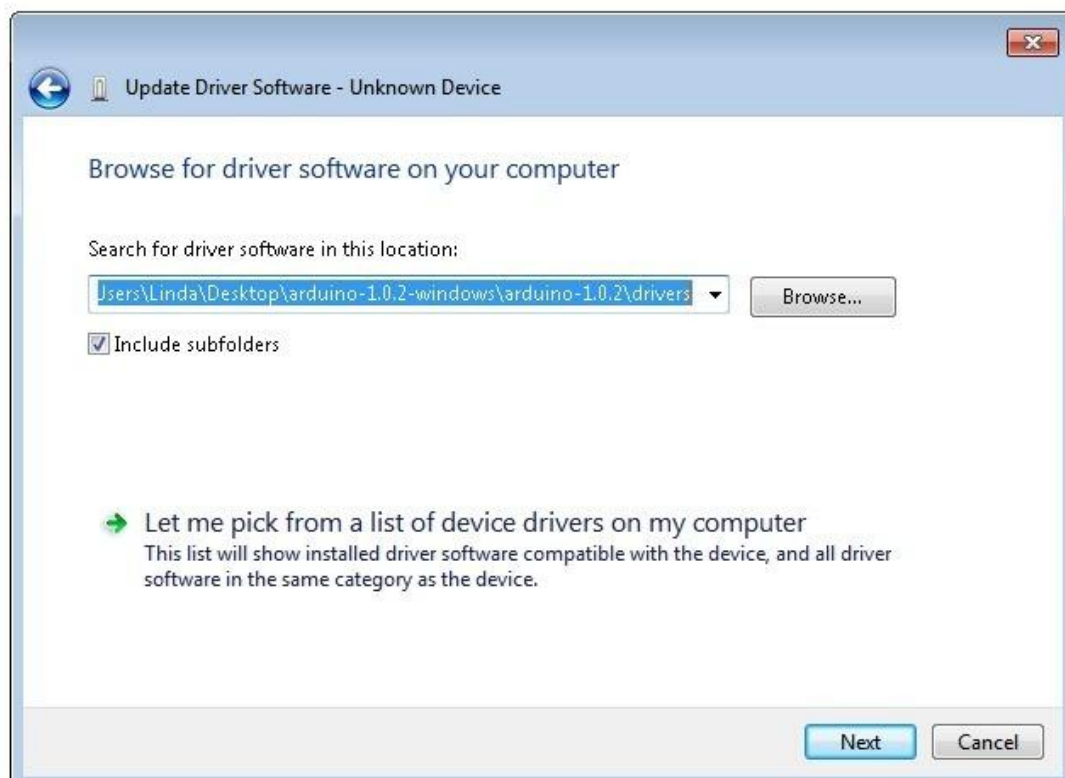 Update Driver Software - Unknown Device
Browse for driver software on your computer
Search for driver software in this location:
Users\Linda\Desktop\arduino-1.0.2-windows\arduino-1.0.2\drivers
Browse...
Include subfolders
Let me pick from a list of device drivers on my computer
This list will show installed driver software compatible with the device, and all driver
software in the same category as the device.
Next
Cancel